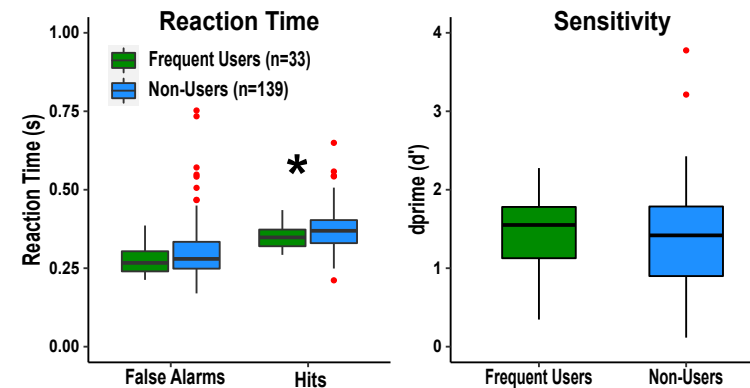 Reaction Time
Sensitivity
Reaction Time (s)
1.00
0.75
0.50
0.25
0.00
Frequent Users (n=33)
Non-Users (n=139)
*
False Alarms
Hits
dprime (d')
4
3
2
1
0
Frequent Users
Non-Users